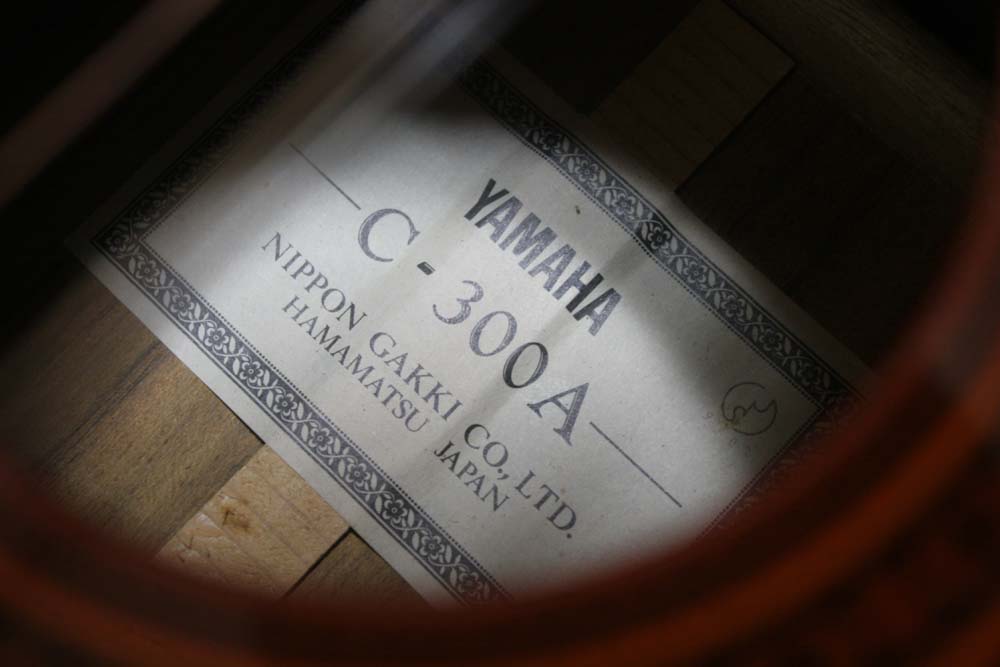 YAMAHA
C-300A
NIPPON GAKKI CO., LTD.
HAMAMATSU JAPAN